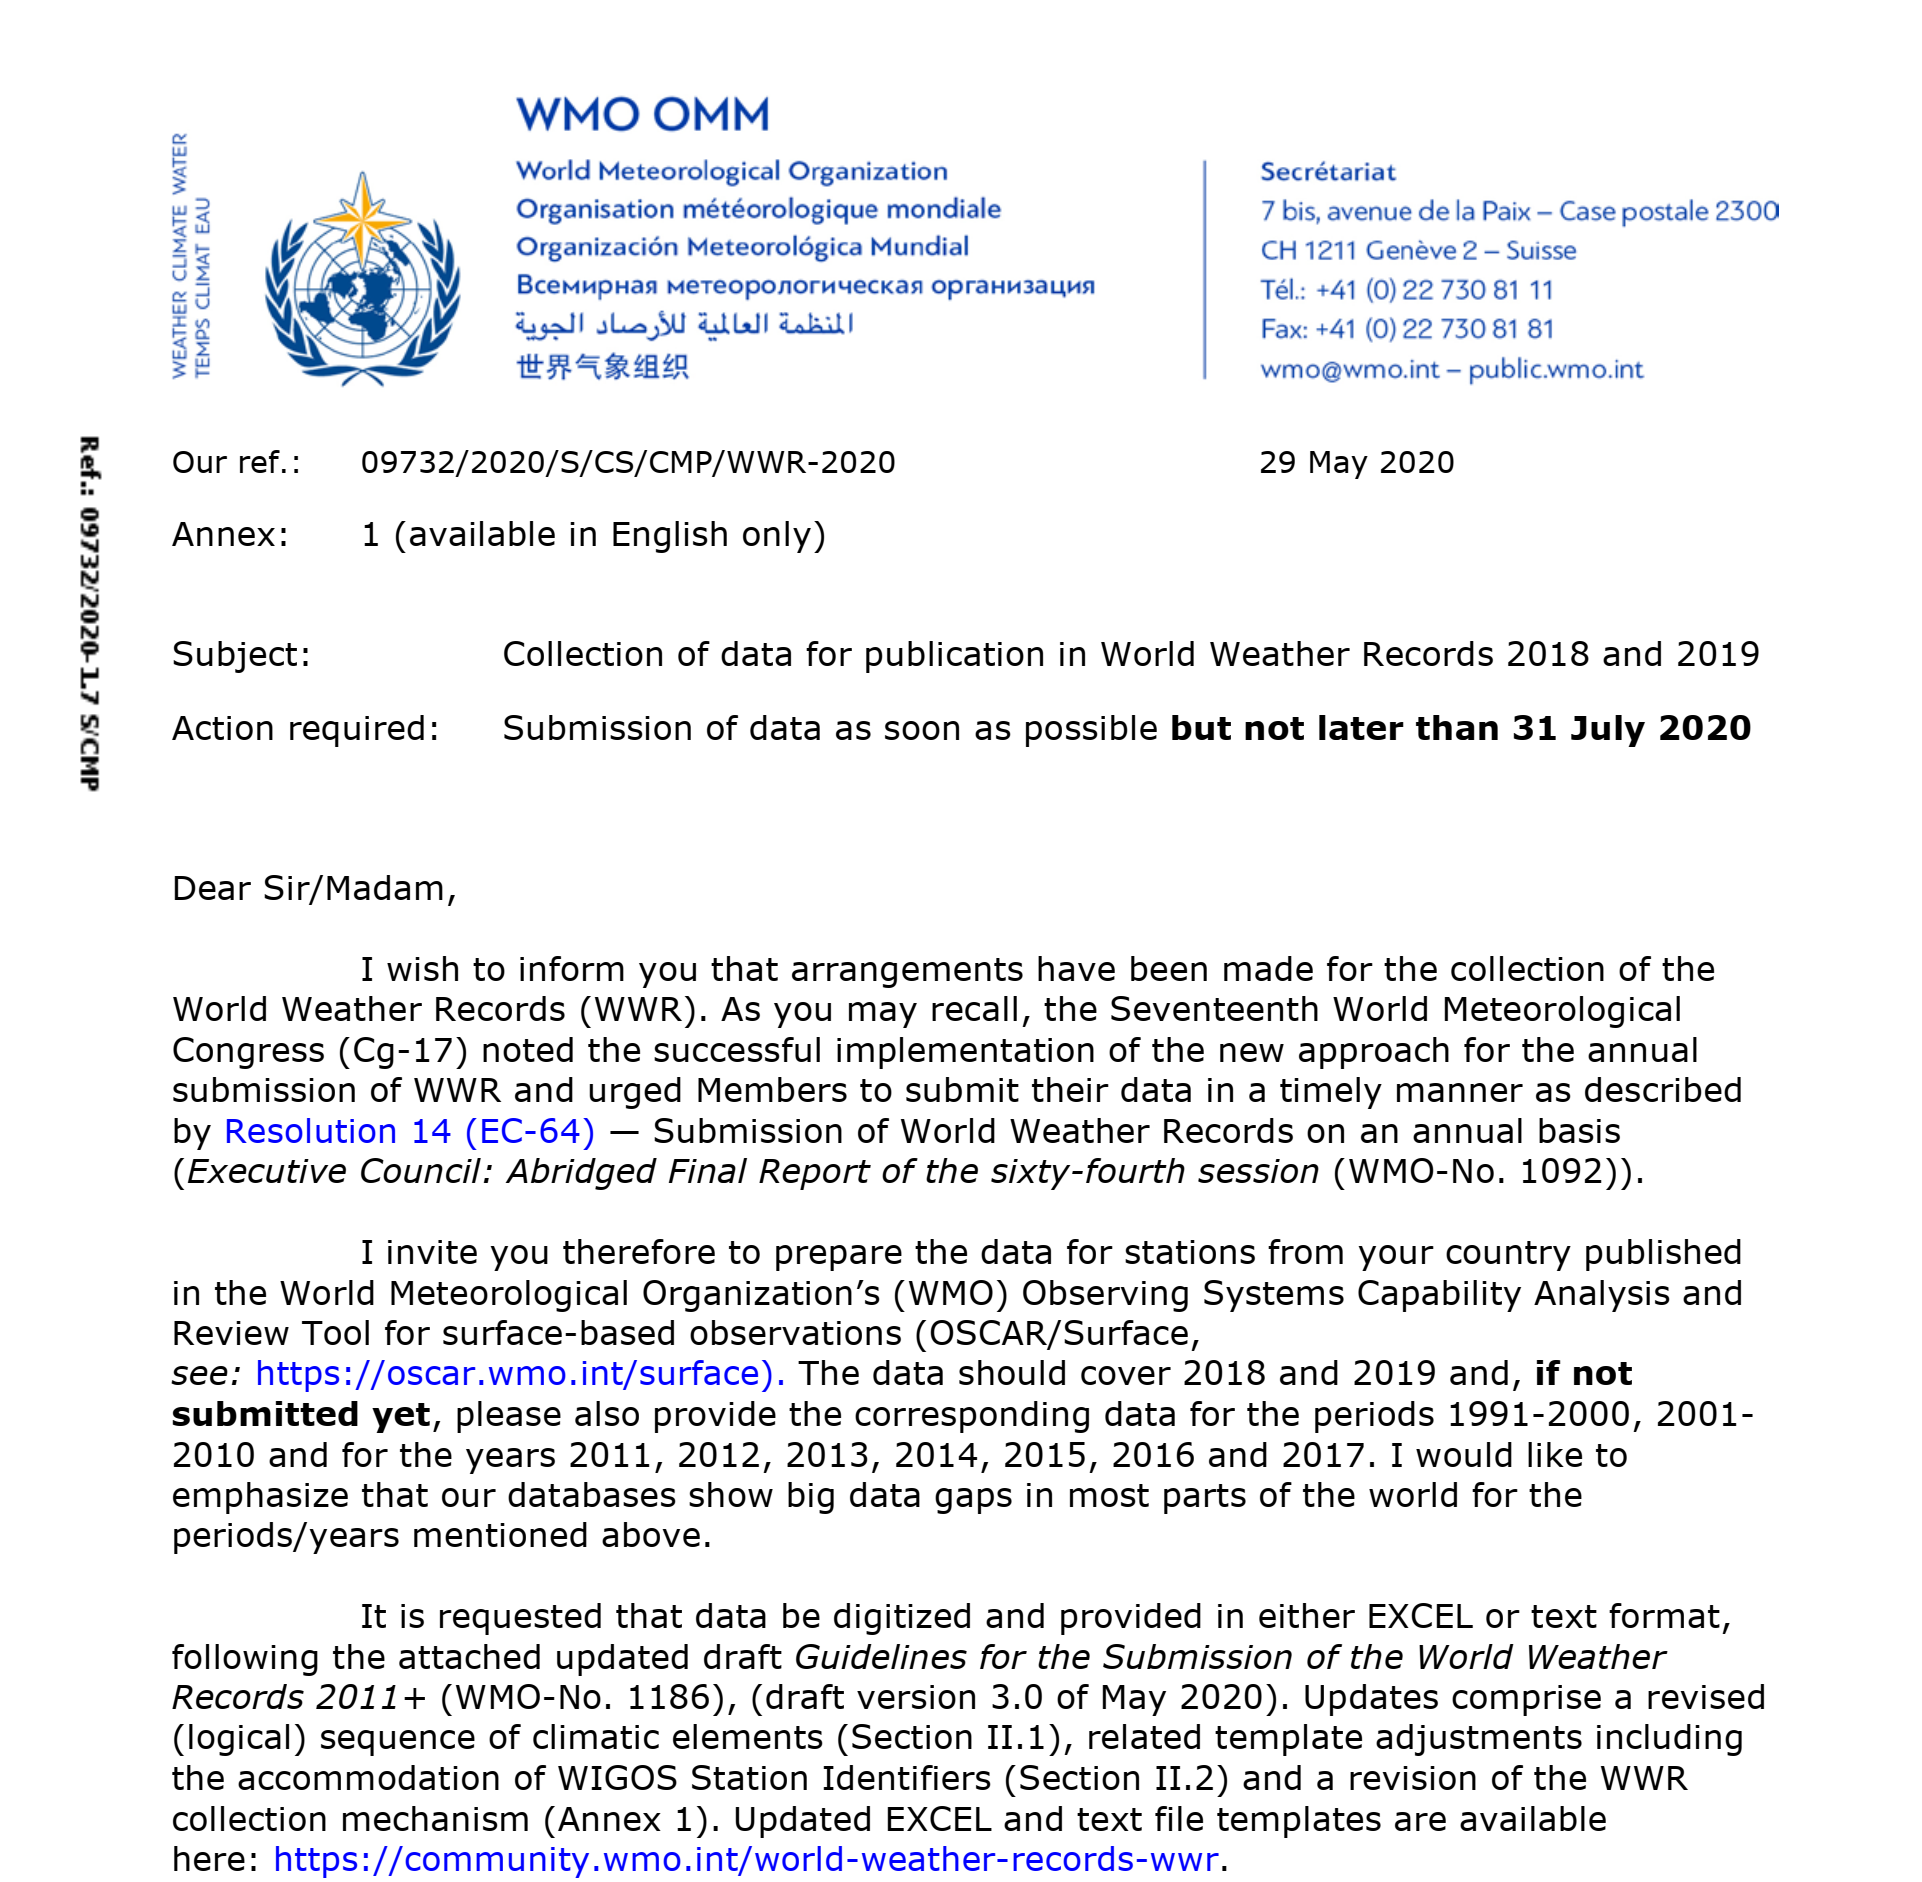 WEATHER CLIMATE WATER
TEMPS CLIMAT EAU
WMO OMM
World Meteorological Organization
Organisation météorologique mondiale
Organización Meteorológica Mundial
Всемирная метеорологическая организация
المنظمة العالمية للأرصاد الجوية
世界气象组织
Secrétariat
7 bis, avenue de la Paix – Case postale 2300
CH 1211 Genève 2 – Suisse
Tél.: +41 (0) 22 730 81 11
Fax: +41 (0) 22 730 81 81
wmo@wmo.int – public.wmo.int
Ref.: 09732/2020-1.7 S/CMP
Our ref.: 09732/2020/S/CS/CMP/WWR-2020 29 May 2020
Annex: 1 (available in English only)
Subject: Collection of data for publication in World Weather Records 2018 and 2019
Action required: Submission of data as soon as possible but not later than 31 July 2020
Dear Sir/Madam,
I wish to inform you that arrangements have been made for the collection of the
World Weather Records (WWR). As you may recall, the Seventeenth World Meteorological
Congress (Cg-17) noted the successful implementation of the new approach for the annual
submission of WWR and urged Members to submit their data in a timely manner as described
by Resolution 14 (EC-64) — Submission of World Weather Records on an annual basis
(Executive Council: Abridged Final Report of the sixty-fourth session (WMO-No. 1092)).
I invite you therefore to prepare the data for stations from your country published
in the World Meteorological Organization’s (WMO) Observing Systems Capability Analysis and
Review Tool for surface-based observations (OSCAR/Surface,
see: https://oscar.wmo.int/surface). The data should cover 2018 and 2019 and, if not
submitted yet, please also provide the corresponding data for the periods 1991-2000, 2001-
2010 and for the years 2011, 2012, 2013, 2014, 2015, 2016 and 2017. I would like to
emphasize that our databases show big data gaps in most parts of the world for the
periods/years mentioned above.
It is requested that data be digitized and provided in either EXCEL or text format,
following the attached updated draft Guidelines for the Submission of the World Weather
Records 2011+ (WMO-No. 1186), (draft version 3.0 of May 2020). Updates comprise a revised
(logical) sequence of climatic elements (Section II.1), related template adjustments including
the accommodation of WIGOS Station Identifiers (Section II.2) and a revision of the WWR
collection mechanism (Annex 1). Updated EXCEL and text file templates are available
here: https://community.wmo.int/world-weather-records-wwr.